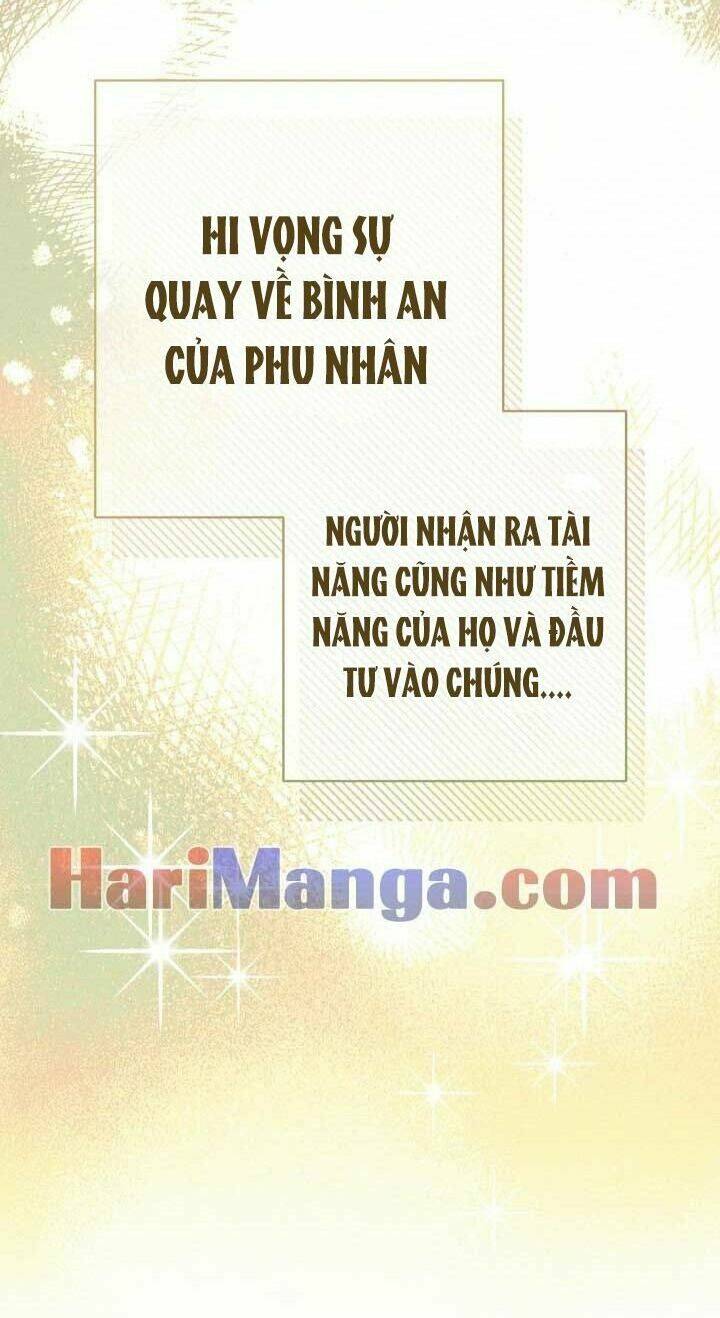 HI VỌNG SỰ
QUAY VỀ BÌNH AN
CỦA PHU NHÂN
NGƯỜI NHẬN RA TÀI
NĂNG CŨNG NHƯ TIỀM
NĂNG CỦA HỌ VÀ ĐẦU
TƯ VÀO CHÚNG....
HariManga.com